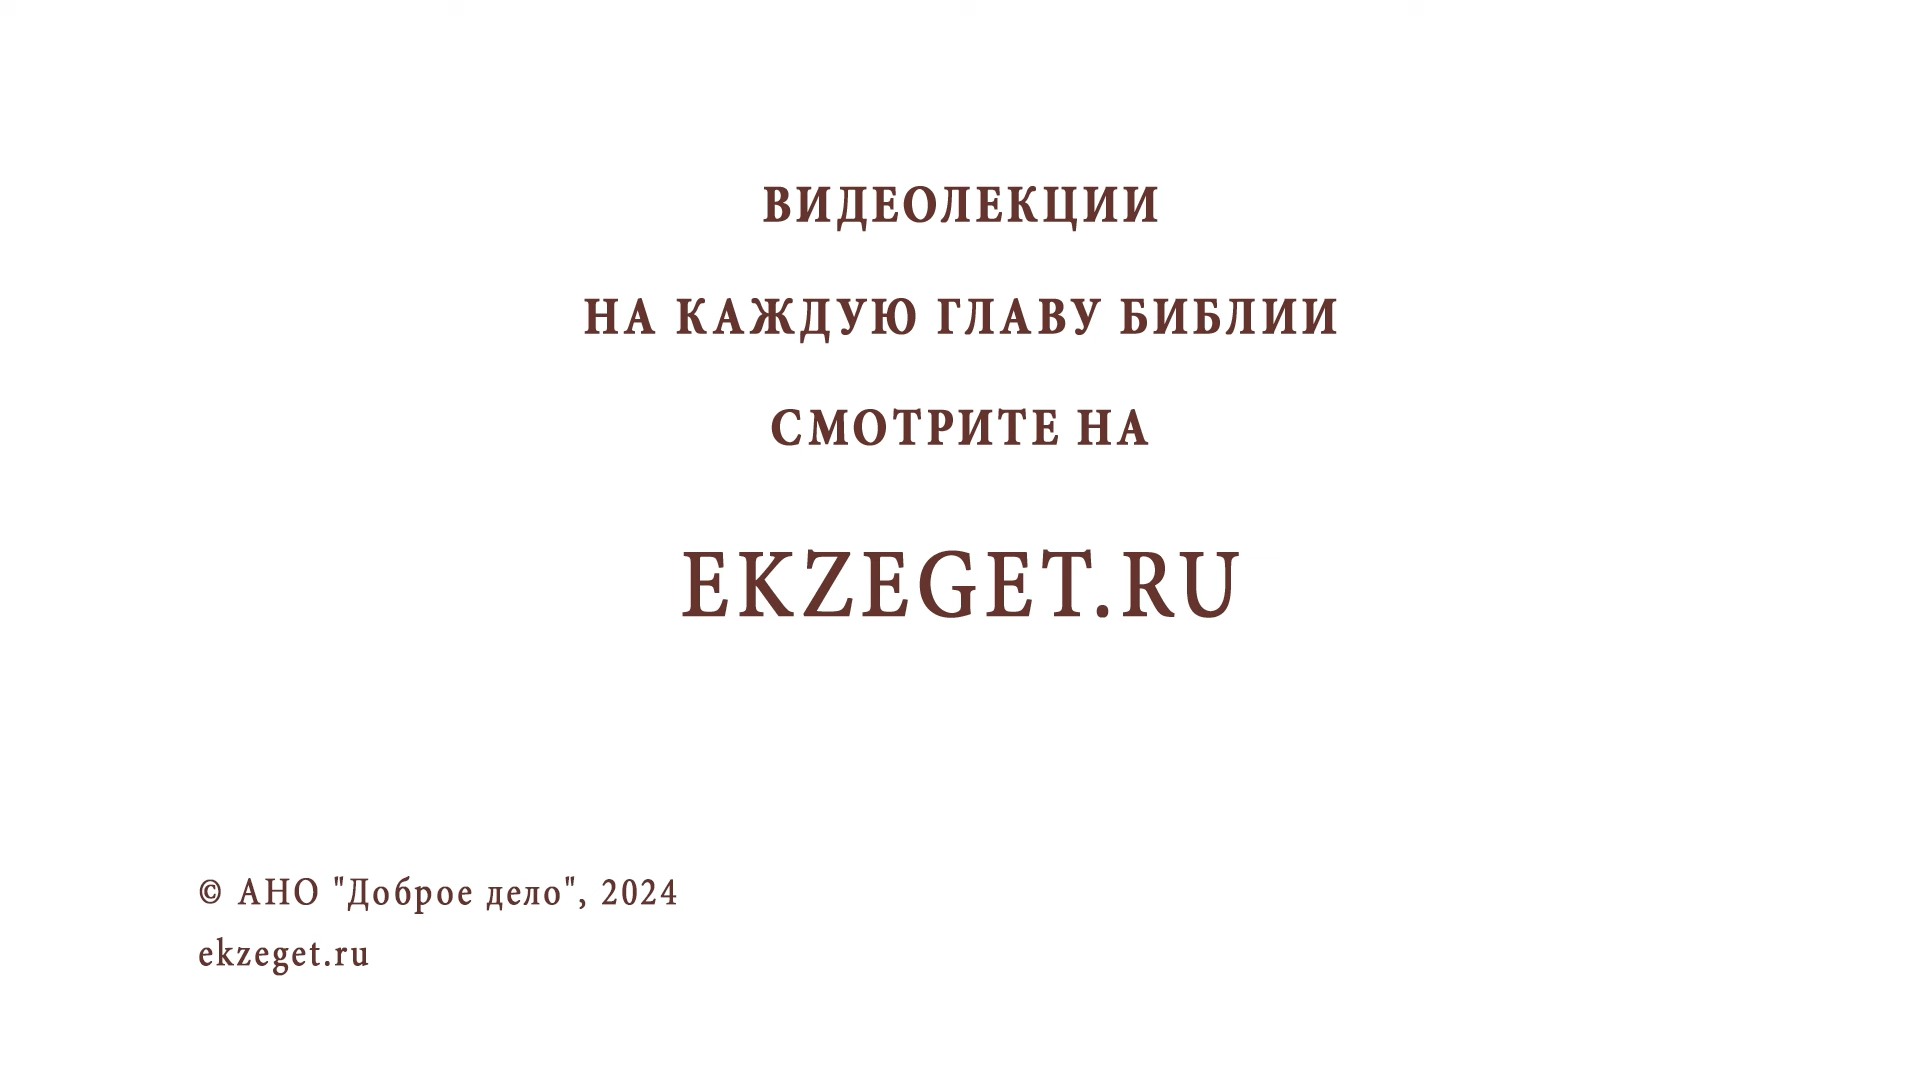 ВИДЕОЛЕКЦИИ
НА КАЖДУЮ ГЛАВУ БИБЛИИ
СМОТРИТЕ НА
EKZEGET.RU
© АНО "Доброе дело", 2024
ekzeget.ru